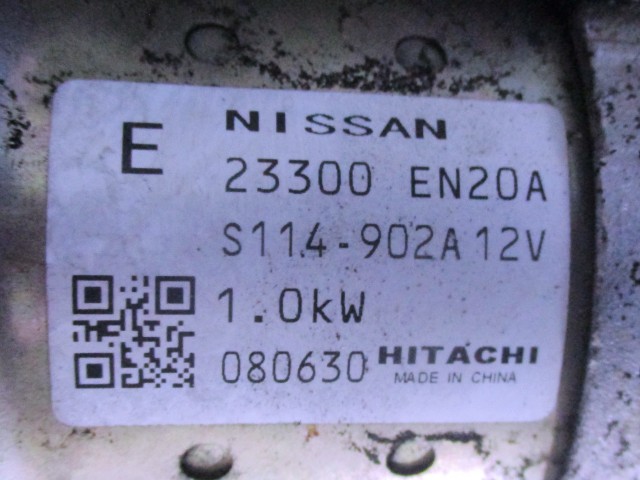 E NISSAN
23300 EN20A
S114-902A 12V
1.0kW
080630 HITACHI
MADE IN CHINA